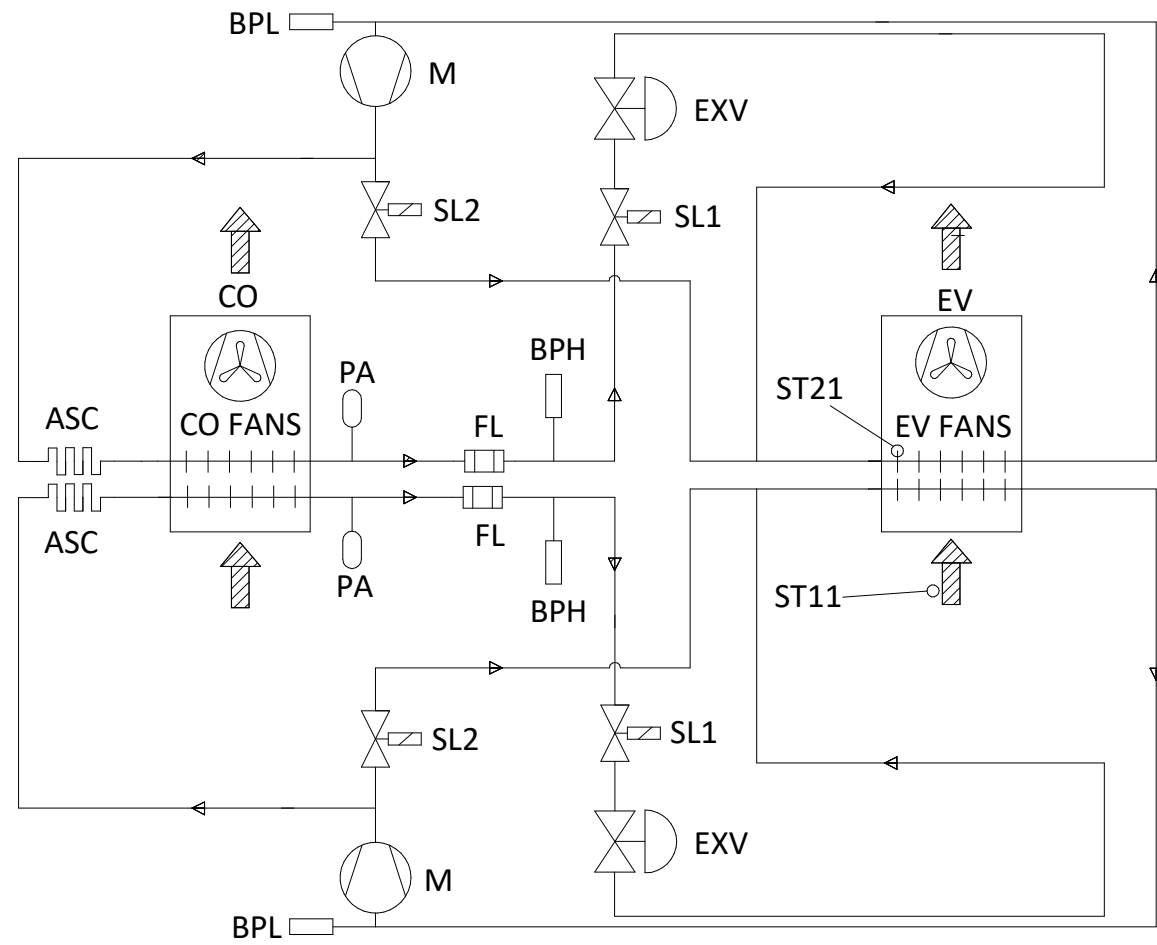 BPL
M
EXV
SL2
SL1
CO
EV
BPH
PA
ST21
ASC
CO FANS
FL
EV FANS
ASC
FL
PA
BPH
ST11
SL2
SL1
EXV
M
BPL